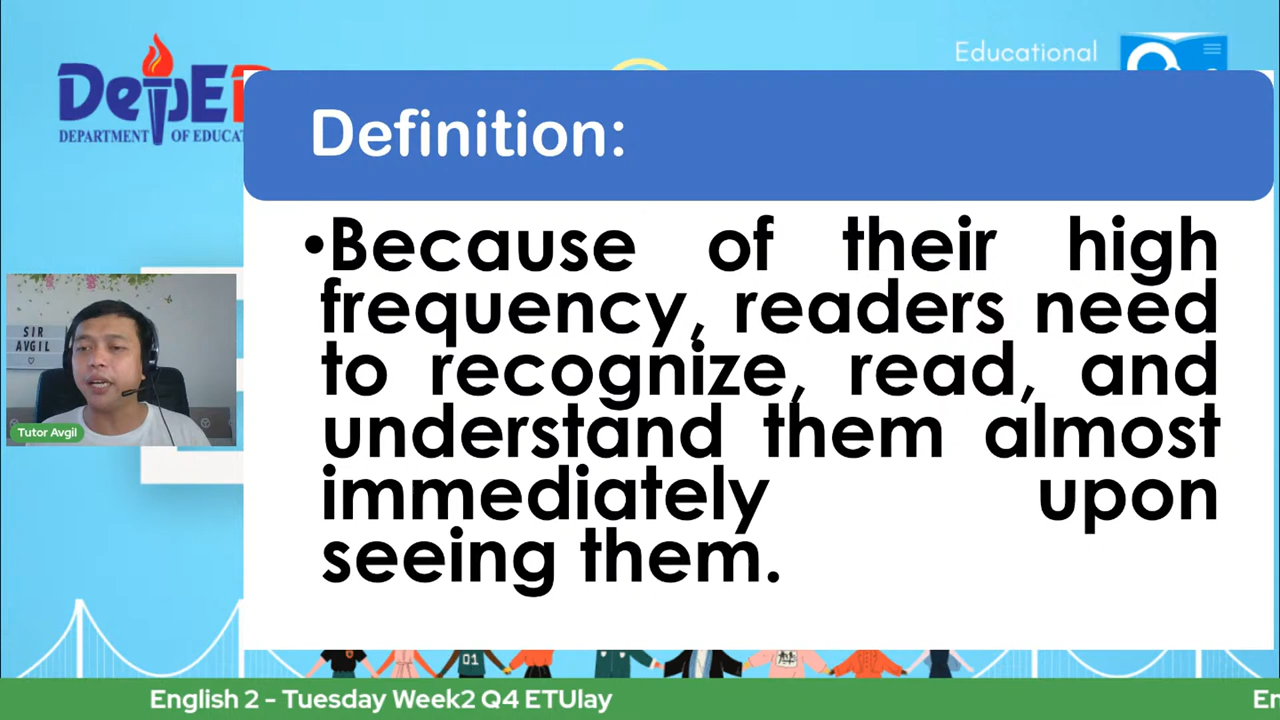 Educational
DepED
DEPARTMENT OF EDUCAT
Definition:
•Because of their high
frequency, readers need
to recognize, read, and
understand them almost
immediately upon
seeing them.
SIR
AVGIL
Tutor Avgil
01
English 2 - Tuesday Week2 Q4 ETUlay
En